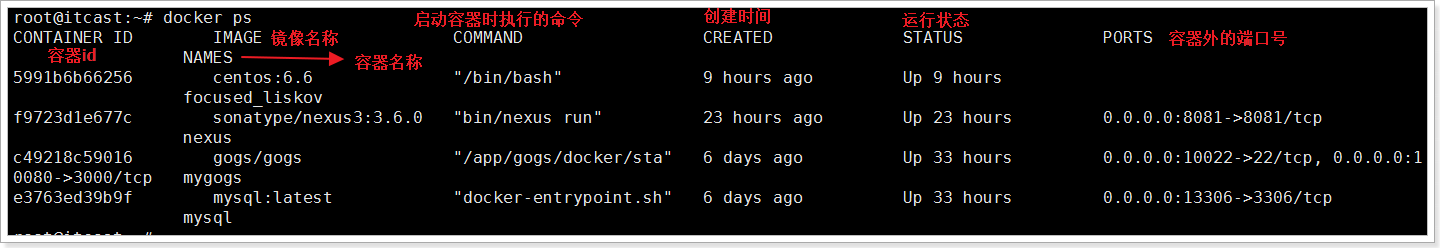 root@itcast:~# docker ps 启动容器时执行的命令 创建时间 运行状态
CONTAINER ID IMAGE 镜像名称 COMMAND CREATED STATUS PORTS 容器外的端口号
容器id NAMES 容器名称
5991b6b66256 centos:6.6 "/bin/bash" 9 hours ago Up 9 hours
focused_liskov
f9723d1e677c sonatype/nexus3:3.6.0 "bin/nexus run" 23 hours ago Up 23 hours 0.0.0.0:8081->8081/tcp
nexus
c49218c59016 gogs/gogs "/app/gogs/docker/sta" 6 days ago Up 33 hours 0.0.0.0:10022->22/tcp, 0.0.0.0:1
0080->3000/tcp mygogs
e3763ed39b9f mysql:latest "docker-entrypoint.sh" 6 days ago Up 33 hours 0.0.0.0:13306->3306/tcp
mysql